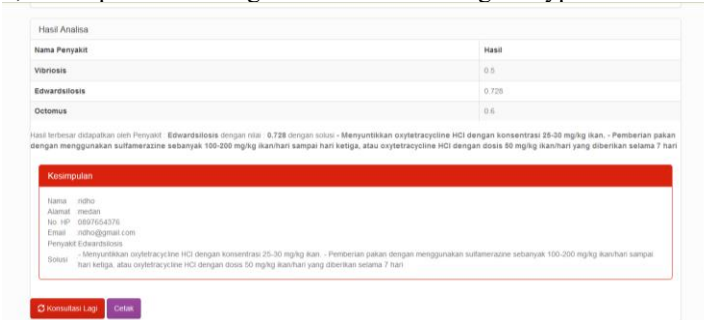 Hasil Analisa
Nama Penyakit Hasil
Vibriosis 0.5
Edwardsilosis 0.728
Octomus 0.6
Hasil terbesar didapatkan oleh Penyakit : Edwardsilosis dengan nilai : 0.728 dengan solusi - Menyuntikkan oxytetracycline HCl dengan konsentrasi 25-30 mg/kg ikan. - Pemberian pakan
dengan menggunakan sulfamerazine sebanyak 100-200 mg/kg ikan/hari sampai hari ketiga, atau oxytetracycline HCl dengan dosis 50 mg/kg ikan/hari yang diberikan selama 7 hari
Kesimpulan
Nama ridho
Alamat medan
No. HP 0897654376
Email ridho@gmail.com
Penyakit Edwardsilosis
Solusi - Menyuntikkan oxytetracycline HCl dengan konsentrasi 25-30 mg/kg ikan. - Pemberian pakan dengan menggunakan sulfamerazine sebanyak 100-200 mg/kg ikan/hari sampai
hari ketiga, atau oxytetracycline HCl dengan dosis 50 mg/kg ikan/hari yang diberikan selama 7 hari
Konsultasi Lagi Cetak